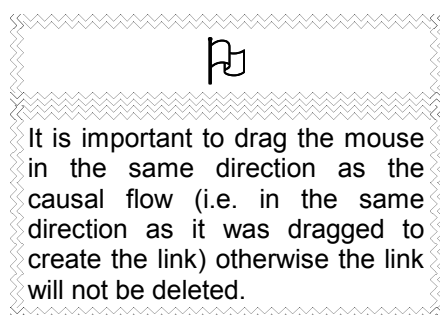 It is important to drag the mouse
in the same direction as the
causal flow (i.e. in the same
direction as it was dragged to
create the link) otherwise the link
will not be deleted.